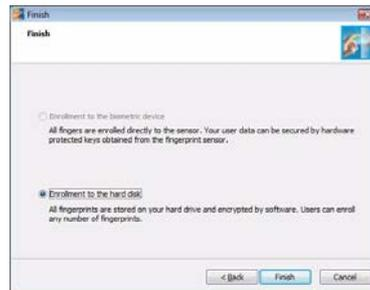 Finish
Finish
Enrollment to the biometric device
All fingers are enrolled directly to the sensor. Your user data can be secured by hardware
protected keys obtained from the fingerprint sensor.
Enrollment to the hard disk
All fingerprints are stored on your hard drive and encrypted by software. Users can enroll
any number of fingerprints.
< Back Finish Cancel